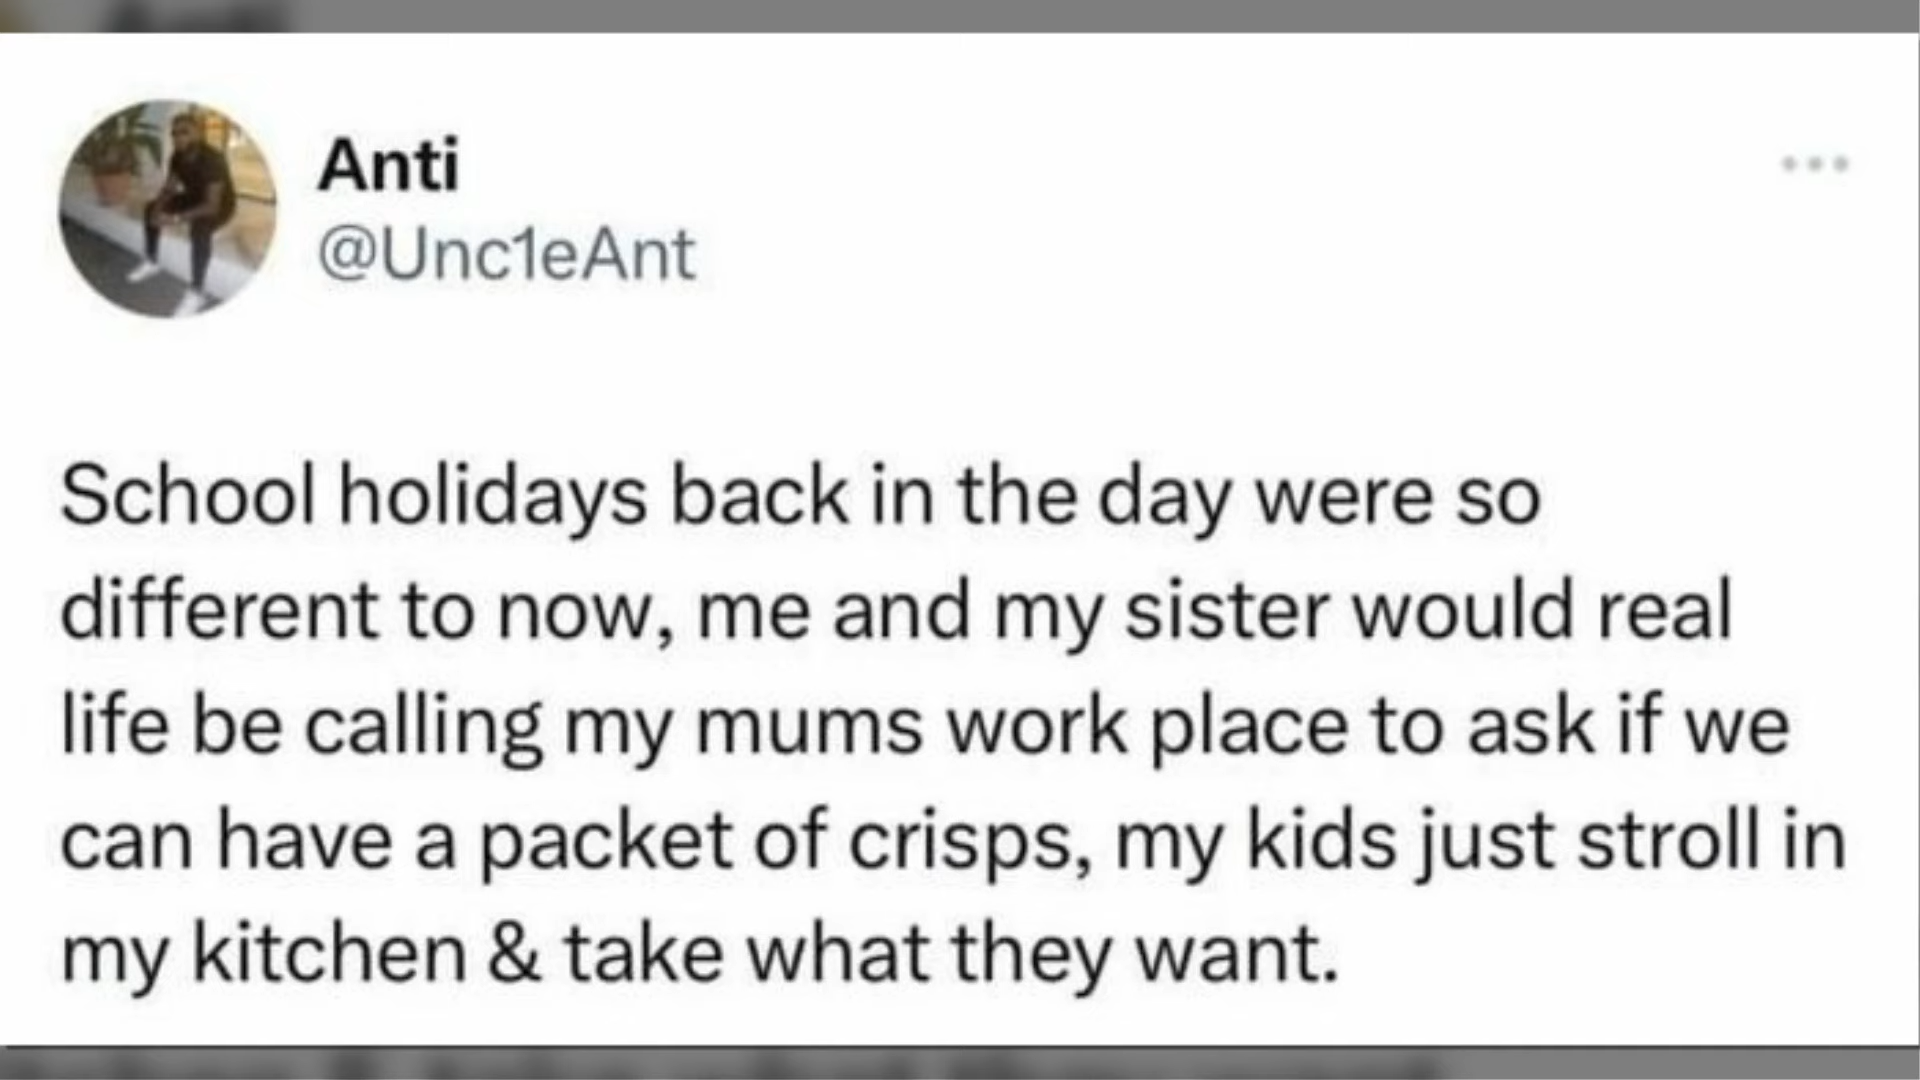 Anti
@Unc1eAnt
School holidays back in the day were so
different to now, me and my sister would real
life be calling my mums work place to ask if we
can have a packet of crisps, my kids just stroll in
my kitchen & take what they want.